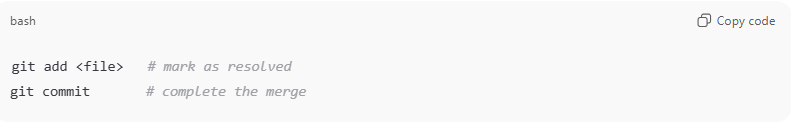 bash
Copy code
git add <file>   # mark as resolved
git commit       # complete the merge